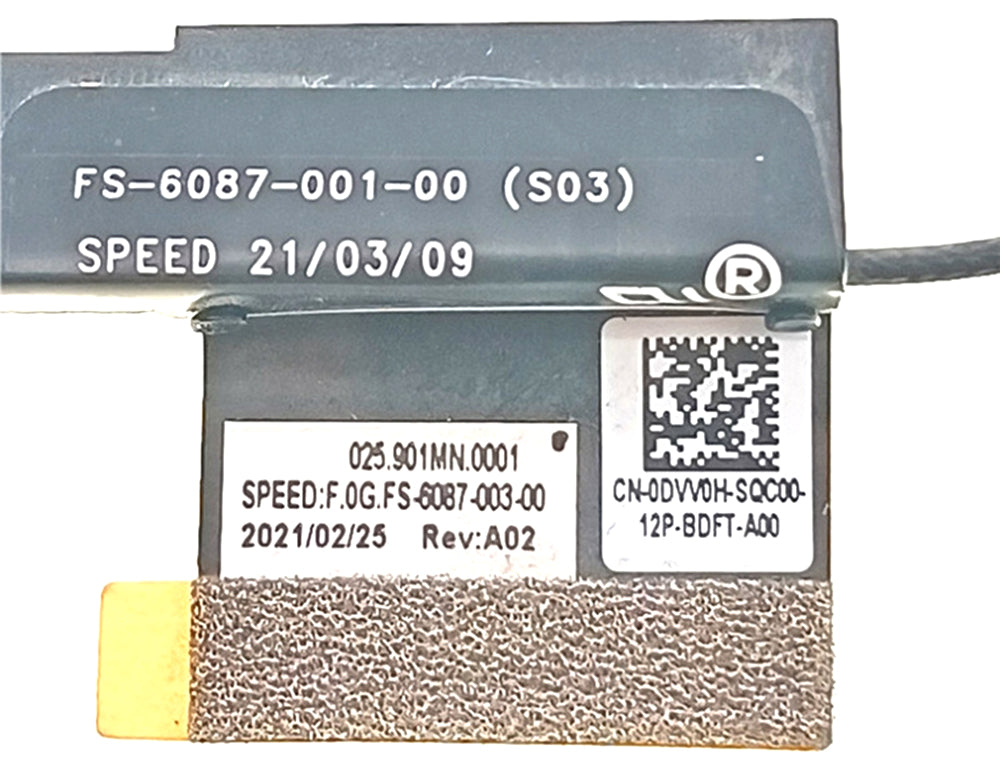 FS-6087-001-00 (S03)
SPEED 21/03/09
®
025.901MN.0001
SPEED:F.0G.FS-6087-003-00
2021/02/25 Rev:A02
CN-0DVV0H-SQC00-
12P-BDFT-A00